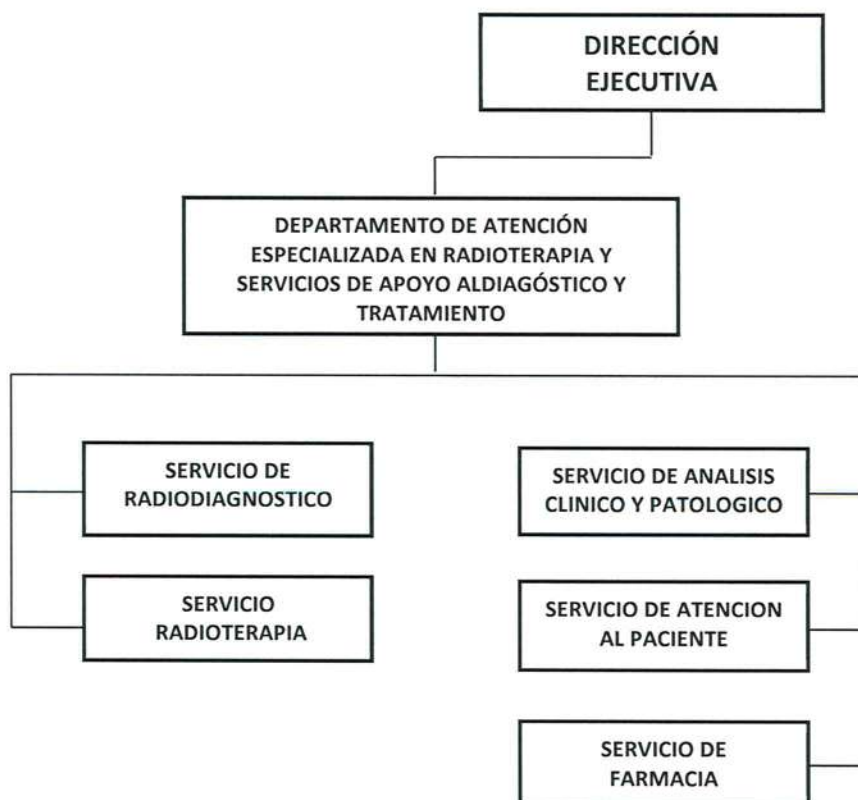 DIRECCIÓN
EJECUTIVA
DEPARTAMENTO DE ATENCIÓN
ESPECIALIZADA EN RADIOTERAPIA Y
SERVICIOS DE APOYO ALDIAGÓSTICO Y
TRATAMIENTO
SERVICIO DE
RADIODIAGNOSTICO
SERVICIO
RADIOTERAPIA
SERVICIO DE ANALISIS
CLINICO Y PATOLOGICO
SERVICIO DE ATENCION
AL PACIENTE
SERVICIO DE
FARMACIA